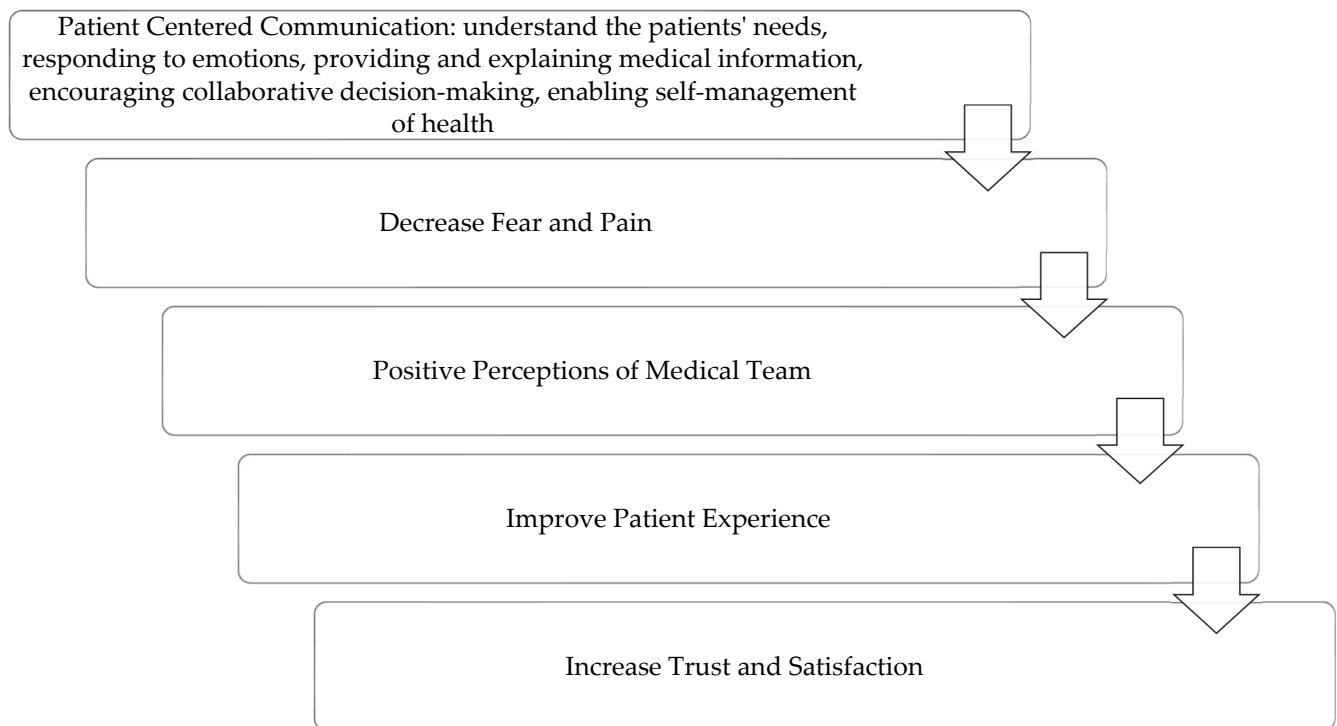 Patient Centered Communication: understand the patients' needs,
responding to emotions, providing and explaining medical information,
encouraging collaborative decision-making, enabling self-management
of health
Decrease Fear and Pain
Positive Perceptions of Medical Team
Improve Patient Experience
Increase Trust and Satisfaction